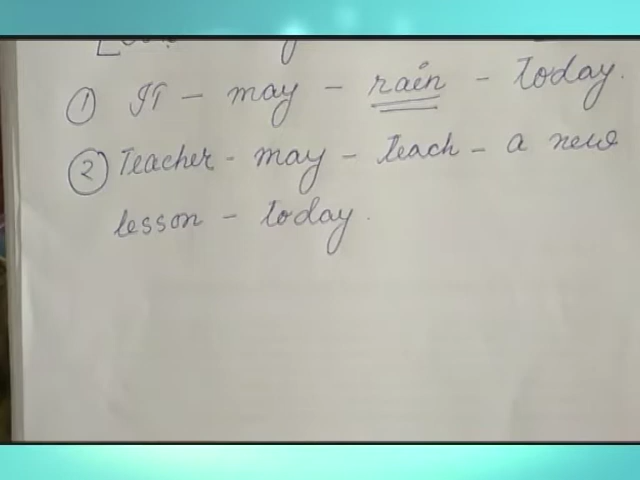 ① It - may - rain - today.
② Teacher - may - teach - a new
lesson - today.